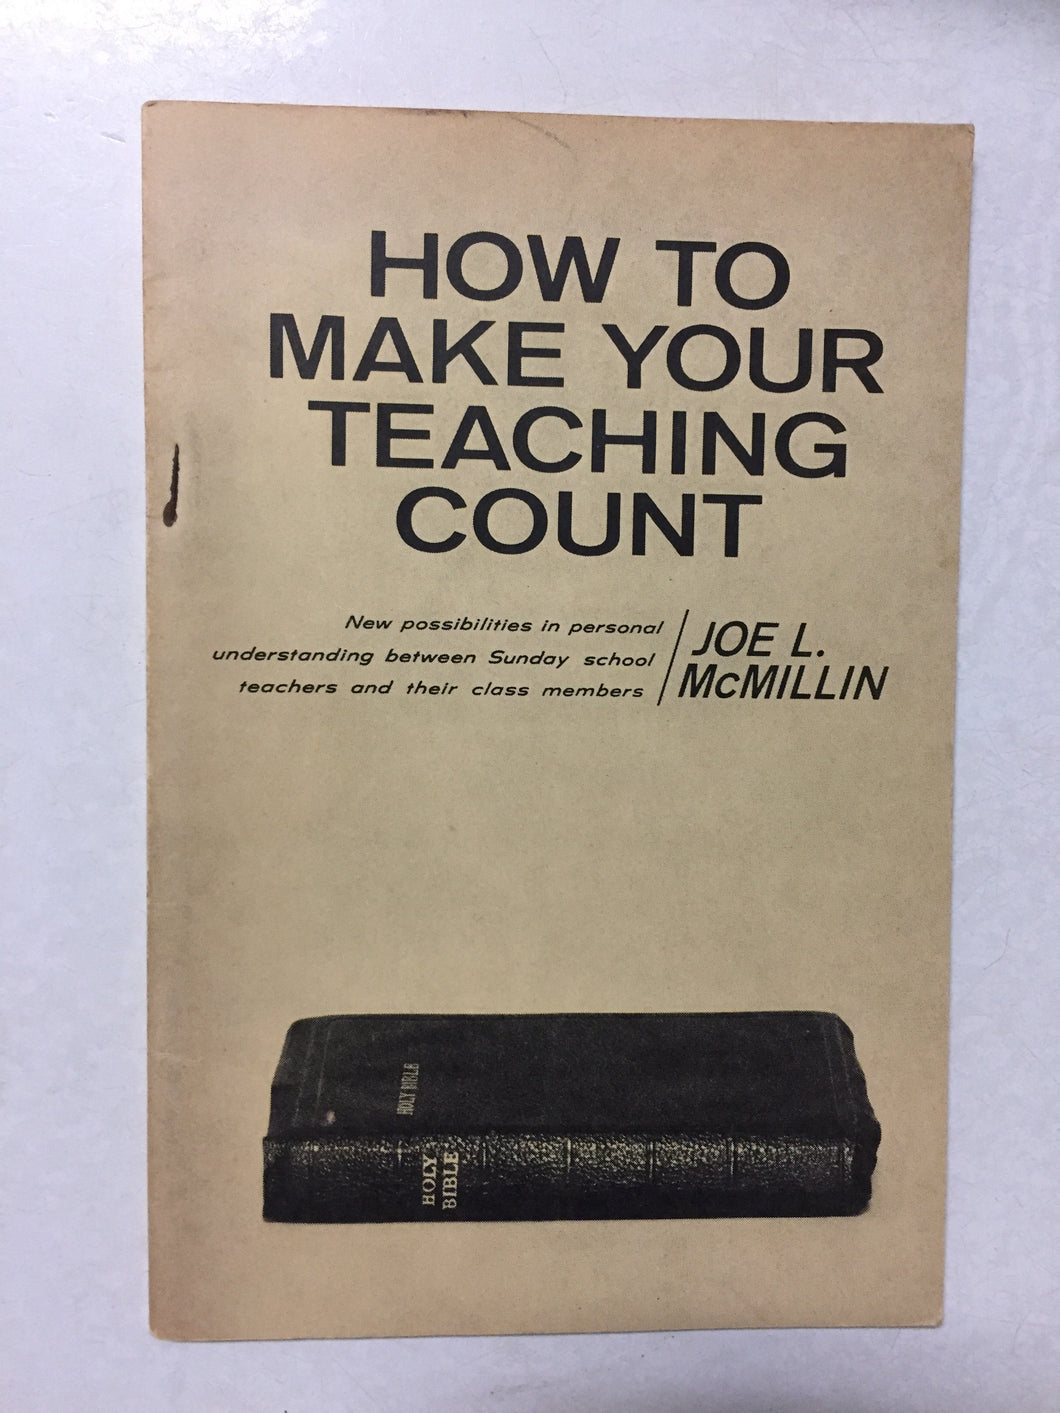 HOW TO
MAKE YOUR
TEACHING
COUNT
New possibilities in personal
understanding between Sunday school
teachers and their class members
JOE L.
McMILLIN
HOLY BIBLE
HOLY
BIBLE